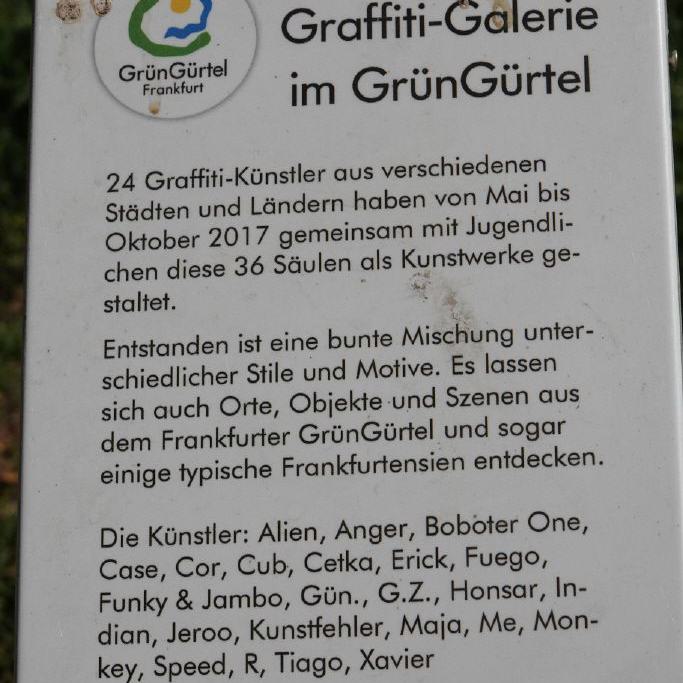 GrünGürtel
Frankfurt
Graffiti-Galerie
im GrünGürtel
24 Graffiti-Künstler aus verschiedenen
Städten und Ländern haben von Mai bis
Oktober 2017 gemeinsam mit Jugendli-
chen diese 36 Säulen als Kunstwerke ge-
staltet.
Entstanden ist eine bunte Mischung unter-
schiedlicher Stile und Motive. Es lassen
sich auch Orte, Objekte und Szenen aus
dem Frankfurter GrünGürtel und sogar
einige typische Frankfurtensien entdecken.
Die Künstler: Alien, Anger, Boboter One,
Case, Cor, Cub, Cetka, Erick, Fuego,
Funky & Jambo, Gün., G.Z., Honsar, In-
dian, Jeroo, Kunstfehler, Maja, Me, Mon-
key, Speed, R, Tiago, Xavier